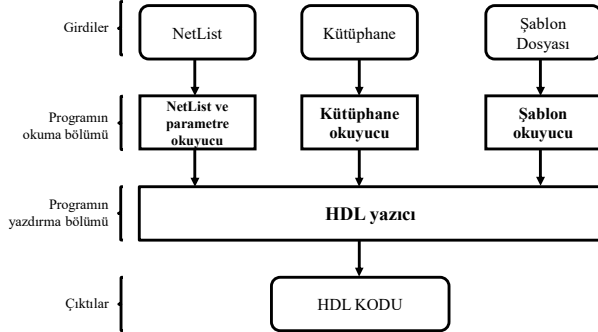 Girdiler
NetList
Kütüphane
Şablon
Dosyası
Programın
okuma bölümü
NetList ve
parametre
okuyucu
Kütüphane
okuyucu
Şablon
okuyucu
Programın
yazdırma bölümü
HDL yazıcı
Çıktılar
HDL KODU